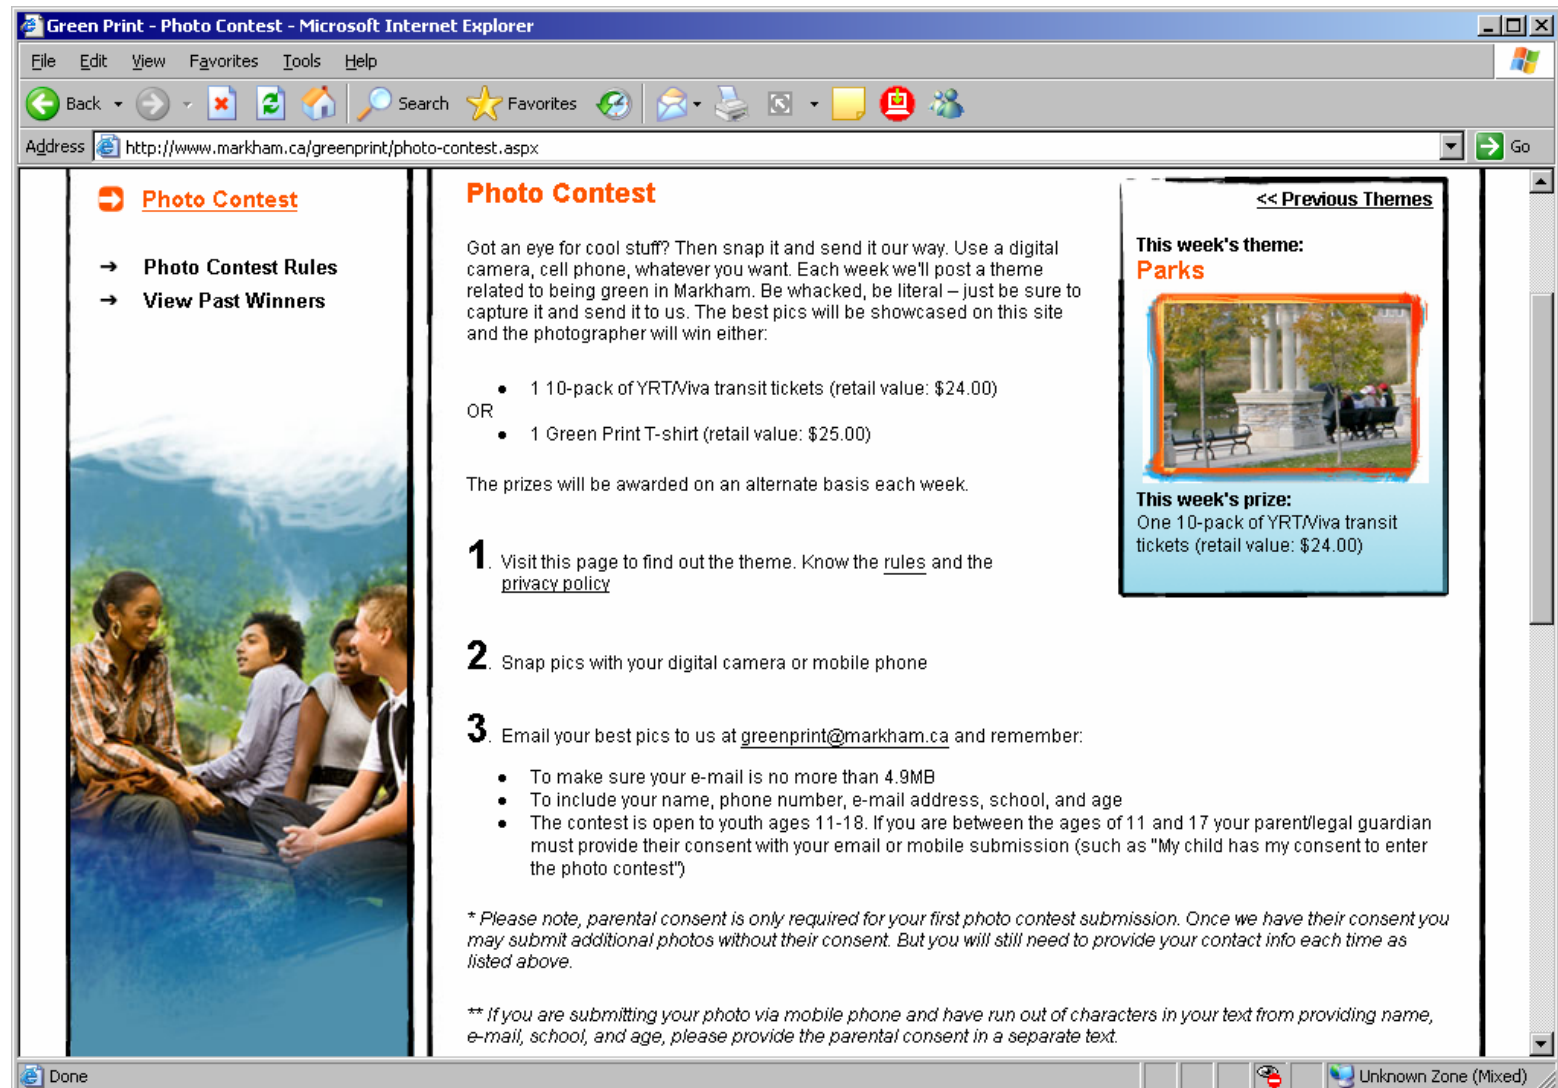 Green Print - Photo Contest - Microsoft Internet Explorer
File Edit View Favorites Tools Help
Back Search Favorites
Address http://www.markham.ca/greenprint/photo-contest.aspx Go
Photo Contest
Photo Contest Rules
View Past Winners
Photo Contest
Got an eye for cool stuff? Then snap it and send it our way. Use a digital
camera, cell phone, whatever you want. Each week we'll post a theme
related to being green in Markham. Be whacked, be literal – just be sure to
capture it and send it to us. The best pics will be showcased on this site
and the photographer will win either:
● 1 10-pack of YRT/Viva transit tickets (retail value: $24.00)
OR
● 1 Green Print T-shirt (retail value: $25.00)
The prizes will be awarded on an alternate basis each week.
1. Visit this page to find out the theme. Know the rules and the
privacy policy
2. Snap pics with your digital camera or mobile phone
3. Email your best pics to us at greenprint@markham.ca and remember:
● To make sure your e-mail is no more than 4.9MB
● To include your name, phone number, e-mail address, school, and age
● The contest is open to youth ages 11-18. If you are between the ages of 11 and 17 your parent/legal guardian
must provide their consent with your email or mobile submission (such as "My child has my consent to enter
the photo contest")
* Please note, parental consent is only required for your first photo contest submission. Once we have their consent you
may submit additional photos without their consent. But you will still need to provide your contact info each time as
listed above.
** If you are submitting your photo via mobile phone and have run out of characters in your text from providing name,
e-mail, school, and age, please provide the parental consent in a separate text.
<< Previous Themes
This week's theme:
Parks
This week's prize:
One 10-pack of YRT/Viva transit
tickets (retail value: $24.00)
Done Unknown Zone (Mixed)